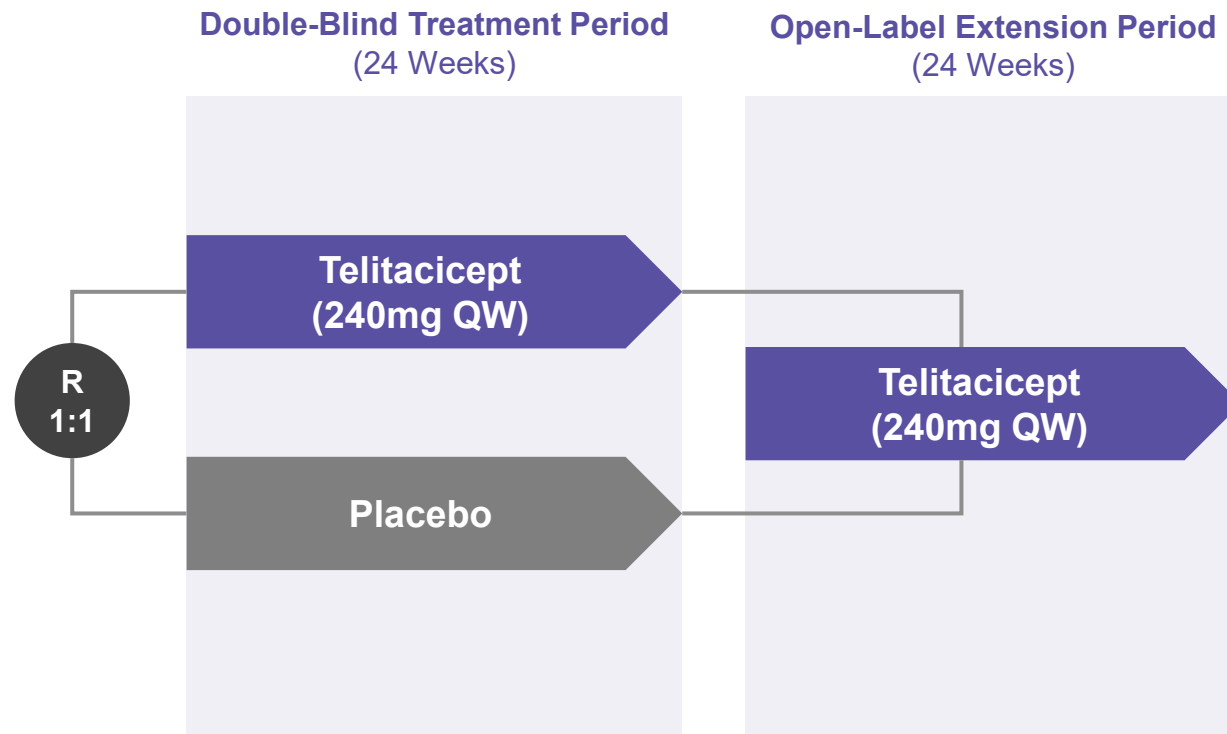 Double-Blind Treatment Period
(24 Weeks)
Open-Label Extension Period
(24 Weeks)
Telitacicept
(240mg QW)
R
1:1
Telitacicept
(240mg QW)
Placebo